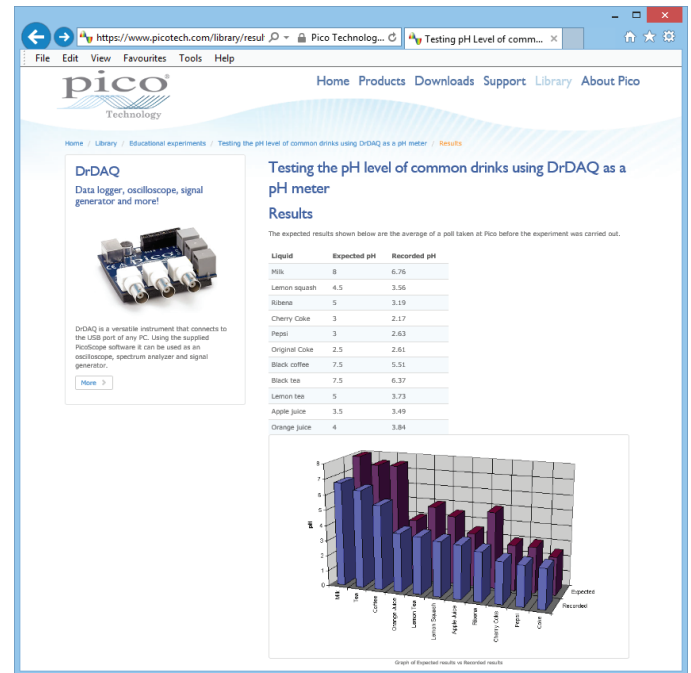 https://www.picotech.com/library/resul
Pico Technolog...
Testing pH Level of comm...
File Edit View Favourites Tools Help
pico
Technology
Home Products Downloads Support Library About Pico
Home / Library / Educational experiments / Testing the pH level of common drinks using DrDAQ as a pH meter / Results
DrDAQ
Data logger, oscilloscope, signal
generator and more!
pico
DrDAQ is a versatile instrument that connects to
the USB port of any PC. Using the supplied
PicoScope software it can be used as an
oscilloscope, spectrum analyzer and signal
generator.
More >
Testing the pH level of common drinks using DrDAQ as a
pH meter
Results
The expected results shown below are the average of a poll taken at Pico before the experiment was carried out.
Liquid Expected pH Recorded pH
Milk 8 6.76
Lemon squash 4.5 3.56
Ribena 5 3.19
Cherry Coke 3 2.17
Pepsi 3 2.63
Original Coke 2.5 2.61
Black coffee 7.5 5.51
Black tea 7.5 6.37
Lemon tea 5 3.73
Apple juice 3.5 3.49
Orange juice 4 3.84
8
7
6
5
4
3
2
1
0
pH
Milk
Tea
Coffee
Orange Juice
Lemon Tea
Lemon Squash
Apple Juice
Ribena
Cherry Coke
Pepsi
Coke
Expected
Recorded
Graph of Expected results vs Recorded results